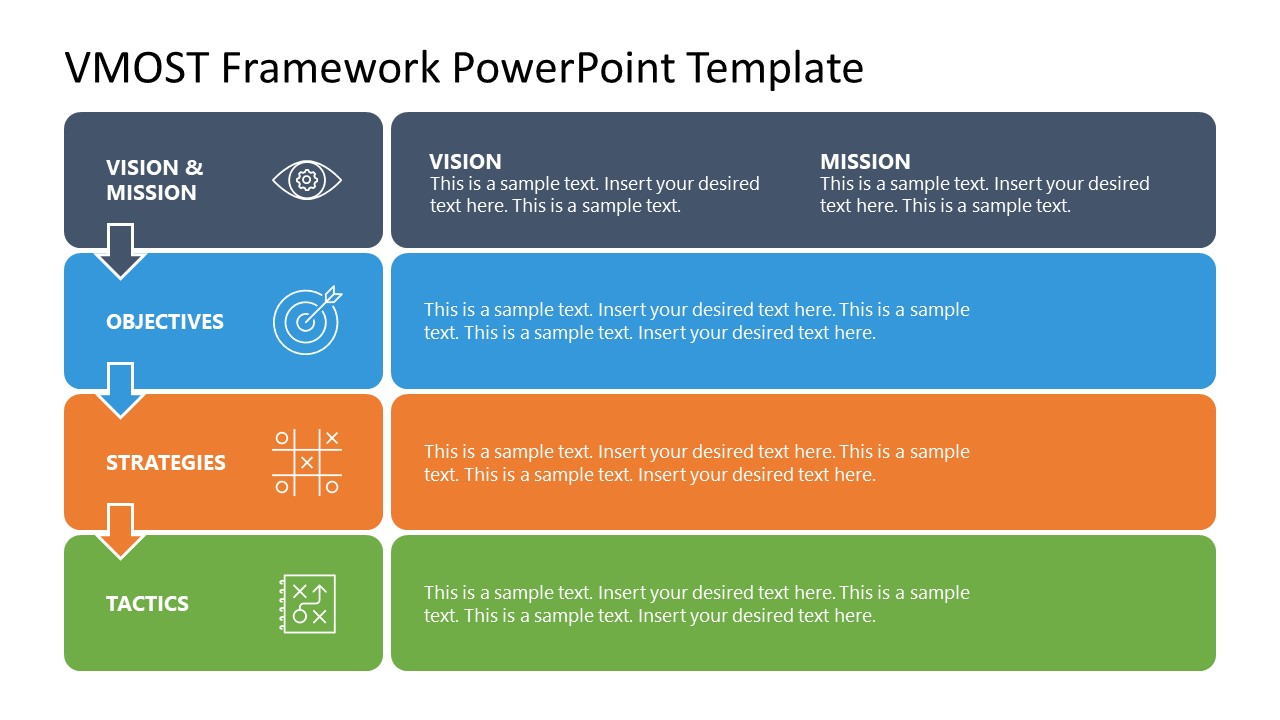 VMOST Framework PowerPoint Template
VISION &
MISSION
VISION
This is a sample text. Insert your desired
text here. This is a sample text.
MISSION
This is a sample text. Insert your desired
text here. This is a sample text.
OBJECTIVES
This is a sample text. Insert your desired text here. This is a sample
text. This is a sample text. Insert your desired text here.
STRATEGIES
This is a sample text. Insert your desired text here. This is a sample
text. This is a sample text. Insert your desired text here.
TACTICS
This is a sample text. Insert your desired text here. This is a sample
text. This is a sample text. Insert your desired text here.